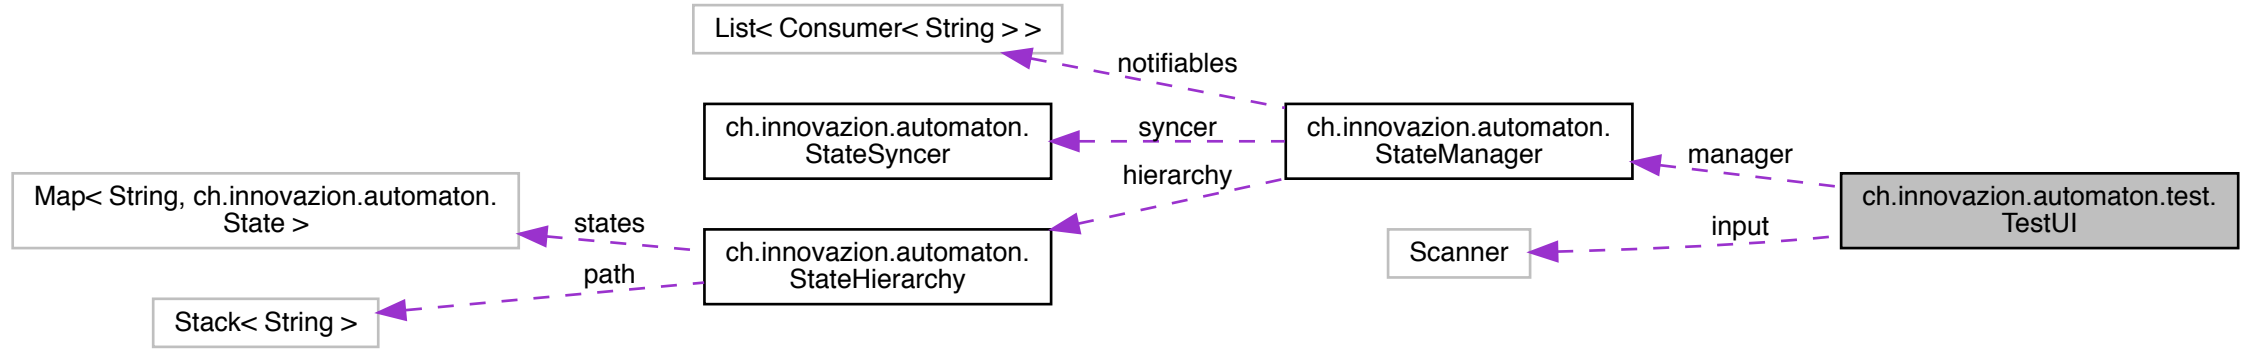 List< Consumer< String > >
notifiables
ch.innovazion.automaton.
StateSyncer
syncer
ch.innovazion.automaton.
StateManager
manager
hierarchy
Map< String, ch.innovazion.automaton.
State >
states
ch.innovazion.automaton.test.
TestUI
input
ch.innovazion.automaton.
StateHierarchy
Scanner
path
Stack< String >